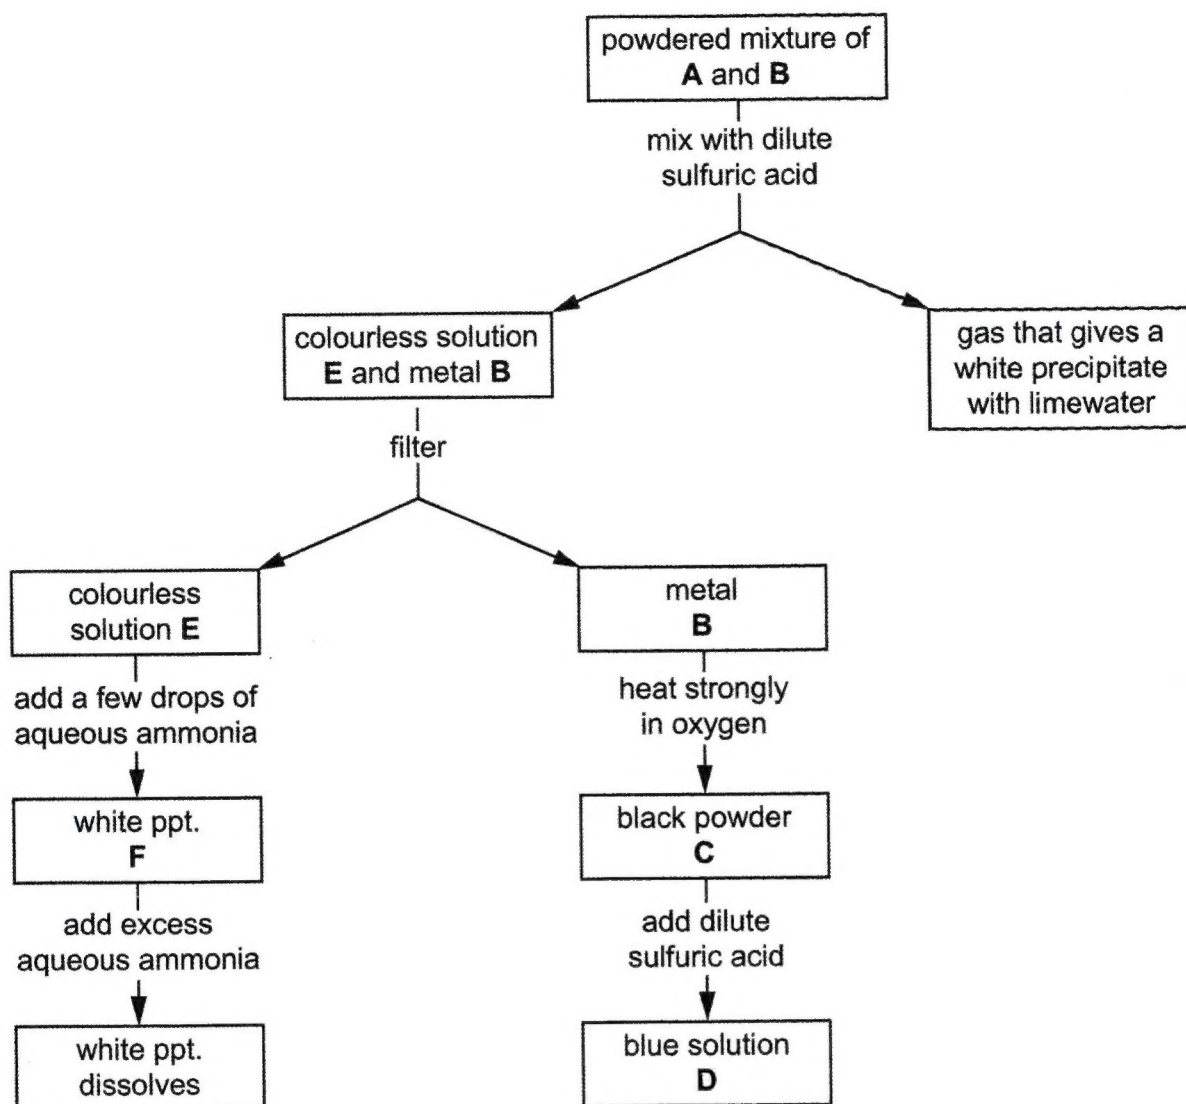 powdered mixture of
A and B
mix with dilute
sulfuric acid
colourless solution
E and metal B
gas that gives a
white precipitate
with limewater
filter
colourless
solution E
metal
B
add a few drops of
aqueous ammonia
heat strongly
in oxygen
white ppt.
F
black powder
C
add excess
aqueous ammonia
add dilute
sulfuric acid
white ppt.
dissolves
blue solution
D